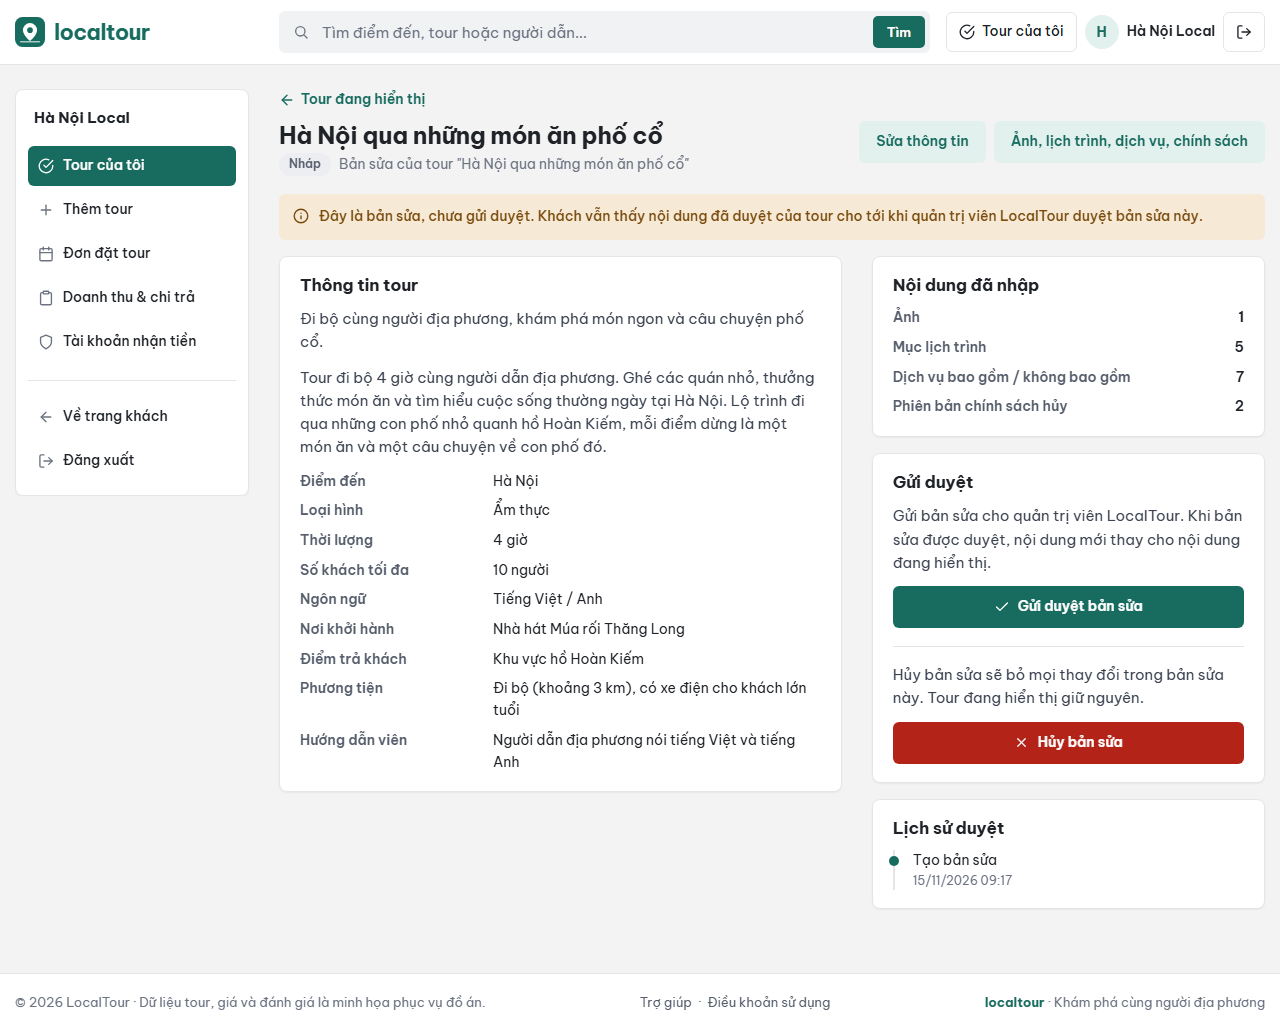 localtour
Tìm điểm đến, tour hoặc người dẫn...
Tìm
Tour của tôi
H
Hà Nội Local
Hà Nội Local
Tour của tôi
Thêm tour
Đơn đặt tour
Doanh thu & chi trả
Tài khoản nhận tiền
Về trang khách
Đăng xuất
Tour đang hiển thị
Hà Nội qua những món ăn phố cổ
Nháp
Bản sửa của tour "Hà Nội qua những món ăn phố cổ"
Sửa thông tin
Ảnh, lịch trình, dịch vụ, chính sách
Đây là bản sửa, chưa gửi duyệt. Khách vẫn thấy nội dung đã duyệt của tour cho tới khi quản trị viên LocalTour duyệt bản sửa này.
Thông tin tour
Đi bộ cùng người địa phương, khám phá món ngon và câu chuyện phố
cổ.
Tour đi bộ 4 giờ cùng người dẫn địa phương. Ghé các quán nhỏ, thưởng
thức món ăn và tìm hiểu cuộc sống thường ngày tại Hà Nội. Lộ trình đi
qua những con phố nhỏ quanh hồ Hoàn Kiếm, mỗi điểm dừng là một
món ăn và một câu chuyện về con phố đó.
Điểm đến Hà Nội
Loại hình Ẩm thực
Thời lượng 4 giờ
Số khách tối đa 10 người
Ngôn ngữ Tiếng Việt / Anh
Nơi khởi hành Nhà hát Múa rối Thăng Long
Điểm trả khách Khu vực hồ Hoàn Kiếm
Phương tiện Đi bộ (khoảng 3 km), có xe điện cho khách lớn
tuổi
Hướng dẫn viên Người dẫn địa phương nói tiếng Việt và tiếng
Anh
Nội dung đã nhập
Ảnh 1
Mục lịch trình 5
Dịch vụ bao gồm / không bao gồm 7
Phiên bản chính sách hủy 2
Gửi duyệt
Gửi bản sửa cho quản trị viên LocalTour. Khi bản
sửa được duyệt, nội dung mới thay cho nội dung
đang hiển thị.
Gửi duyệt bản sửa
Hủy bản sửa sẽ bỏ mọi thay đổi trong bản sửa
này. Tour đang hiển thị giữ nguyên.
Hủy bản sửa
Lịch sử duyệt
Tạo bản sửa
15/11/2026 09:17
© 2026 LocalTour · Dữ liệu tour, giá và đánh giá là minh họa phục vụ đồ án.
Trợ giúp · Điều khoản sử dụng
localtour · Khám phá cùng người địa phương